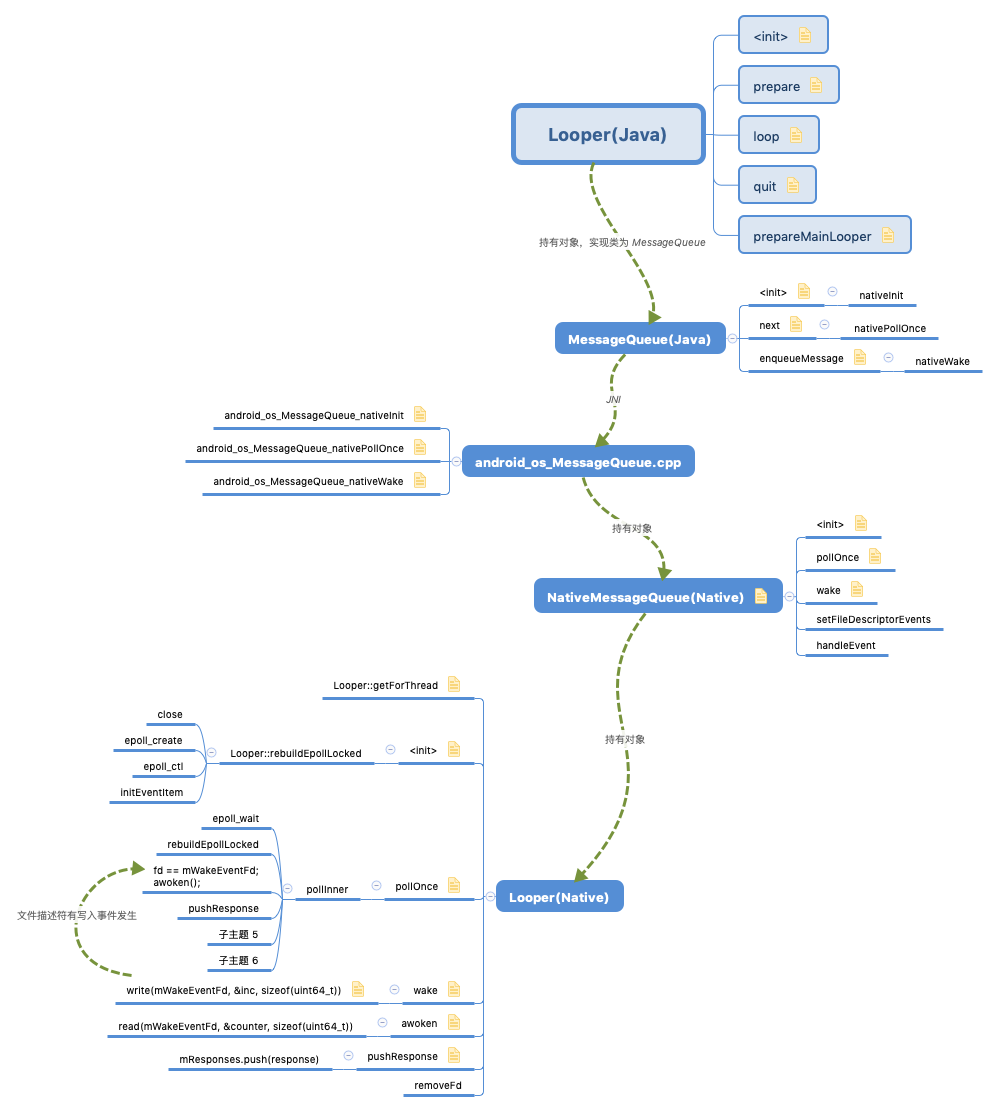 <init>
prepare
Looper(Java)
loop
quit
prepareMainLooper
持有对象，实现类为 MessageQueue
<init>
nativeInit
next
nativePollOnce
MessageQueue(Java)
enqueueMessage
nativeWake
JNI
android_os_MessageQueue_nativeInit
android_os_MessageQueue_nativePollOnce
android_os_MessageQueue.cpp
android_os_MessageQueue_nativeWake
持有对象
<init>
pollOnce
wake
NativeMessageQueue(Native)
setFileDescriptorEvents
handleEvent
持有对象
Looper::getForThread
close
epoll_create
epoll_ctl
initEventItem
Looper::rebuildEpollLocked
<init>
epoll_wait
rebuildEpollLocked
fd == mWakeEventFd;
awoken();
pushResponse
子主题 5
子主题 6
pollInner
pollOnce
Looper(Native)
文件描述符有写入事件发生
write(mWakeEventFd, &inc, sizeof(uint64_t))
wake
read(mWakeEventFd, &counter, sizeof(uint64_t))
awoken
mResponses.push(response)
pushResponse
removeFd